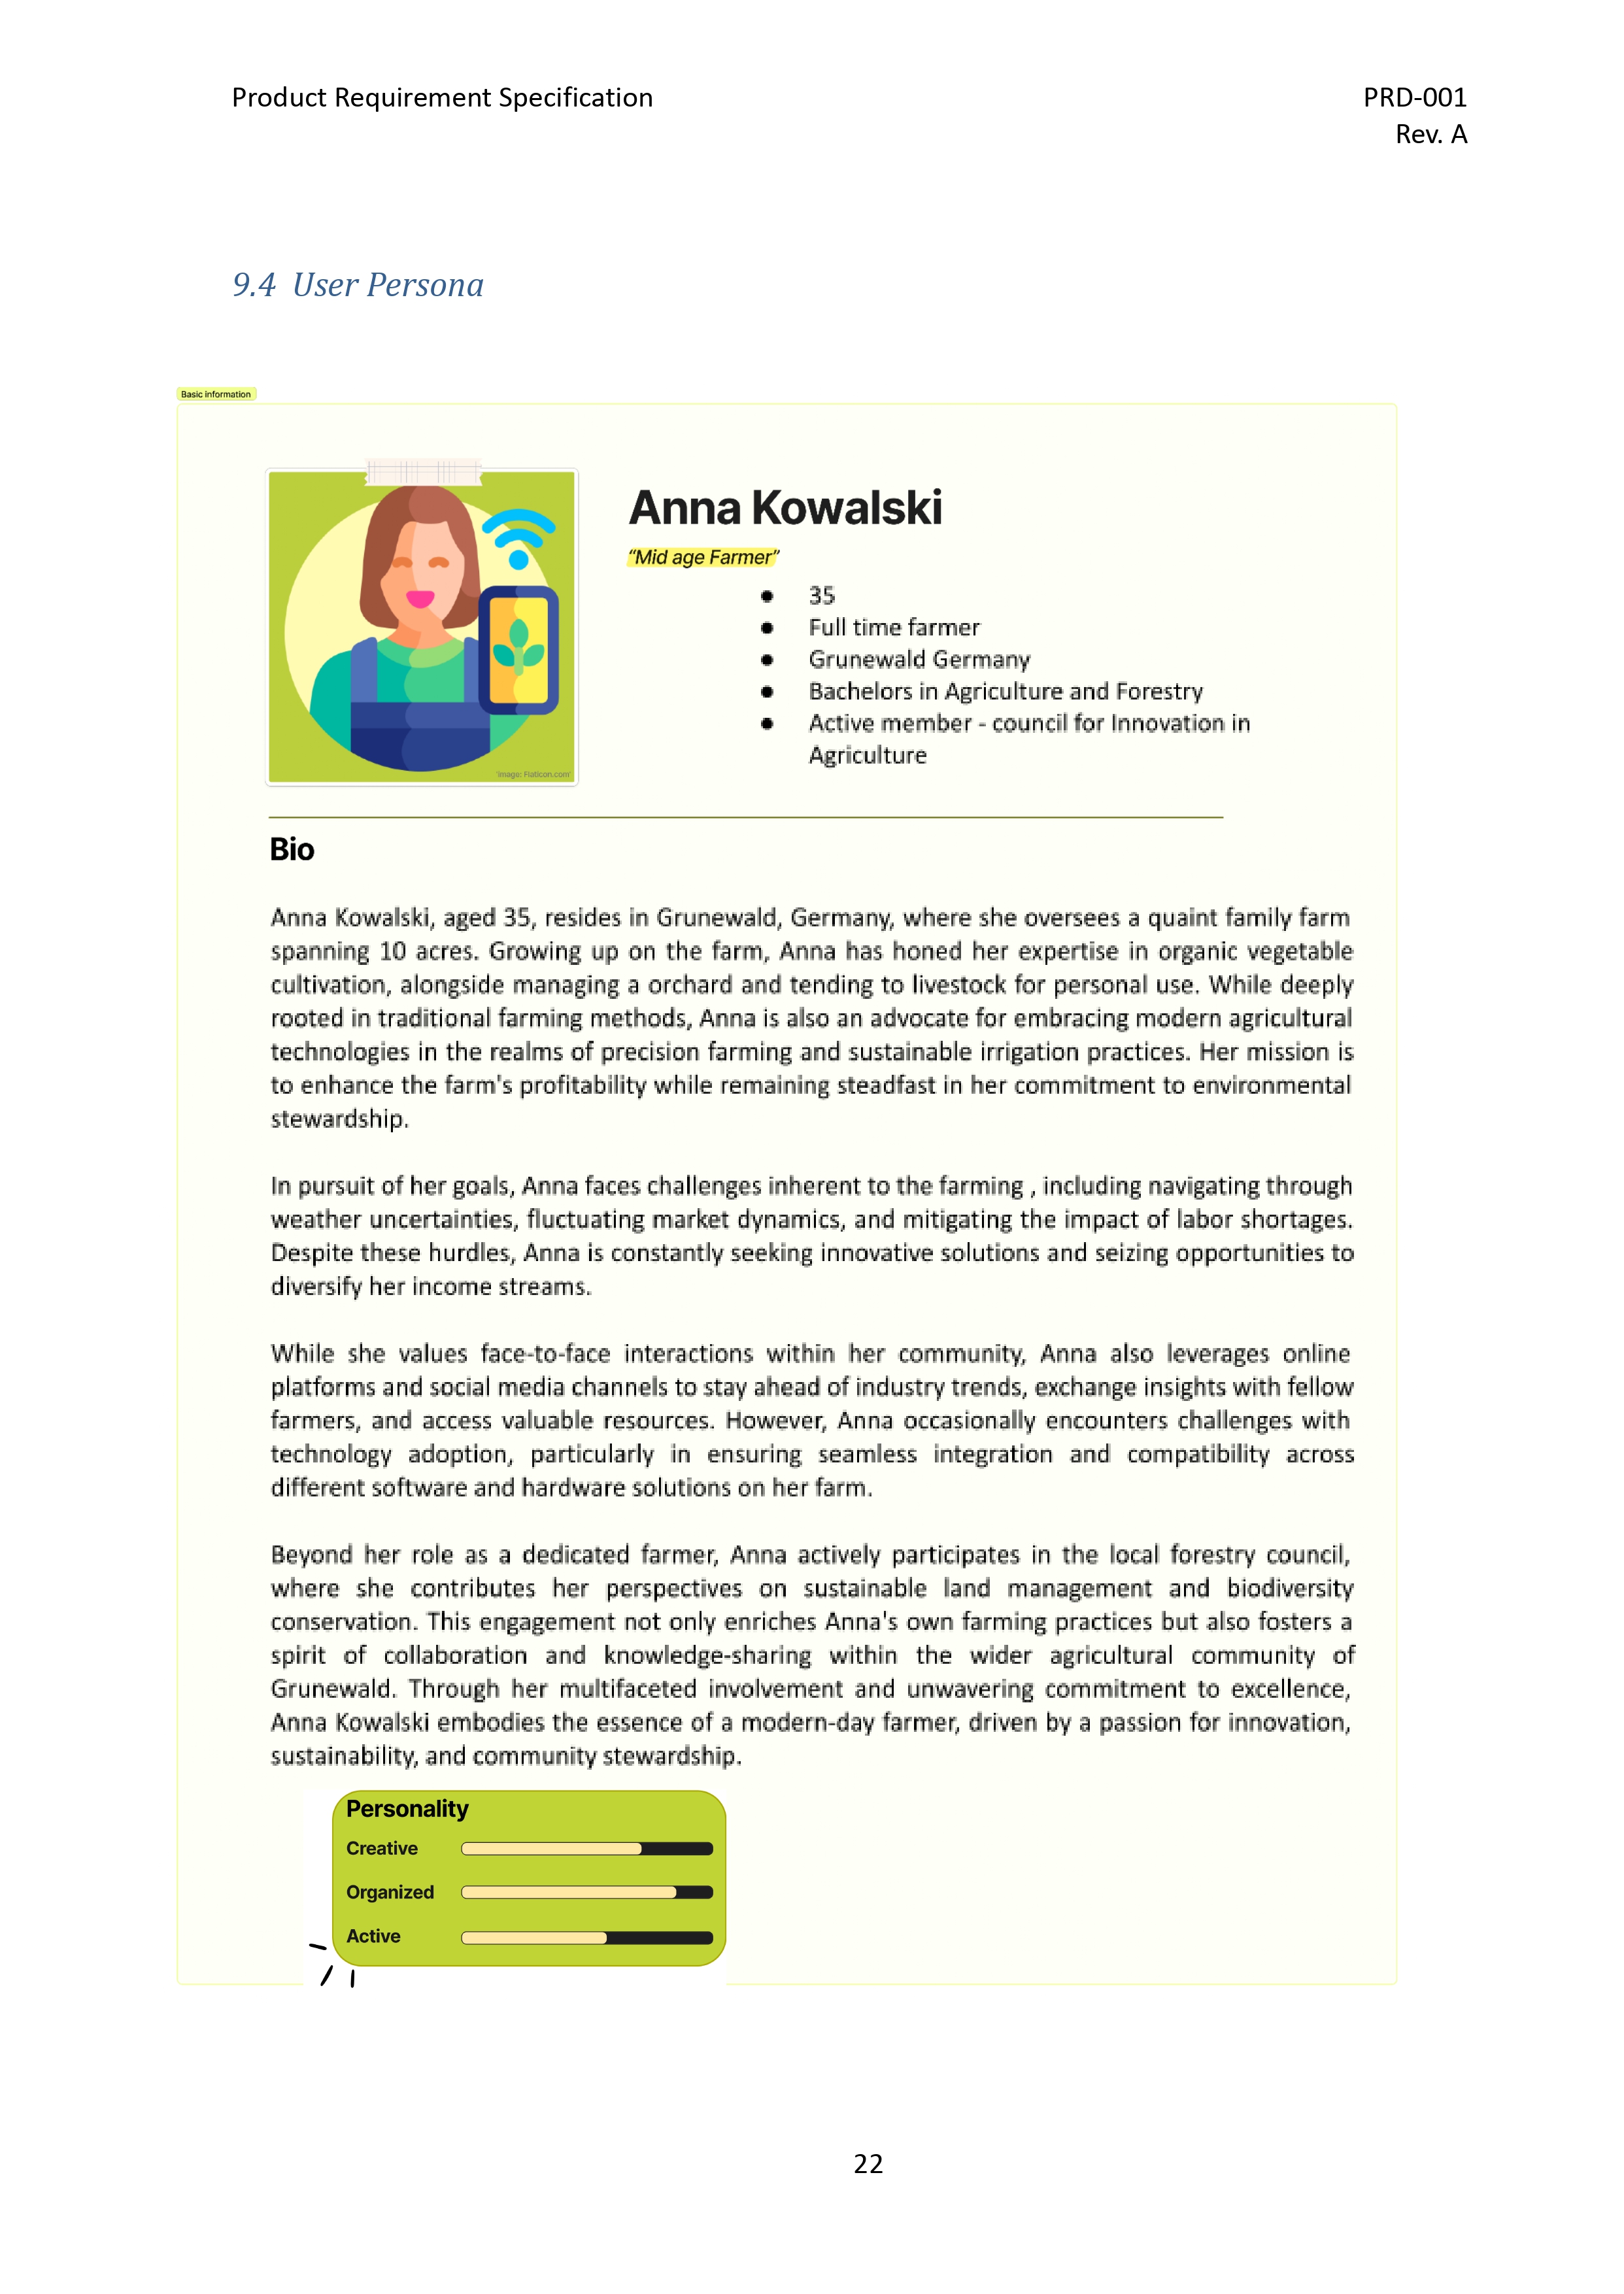 Product Requirement Specification
PRD-001
Rev. A
9.4 User Persona
Basic information
Anna Kowalski
“Mid age Farmer”
● 35
● Full time farmer
● Grunewald Germany
● Bachelors in Agriculture and Forestry
● Active member - council for Innovation in
Agriculture
'Image: Flaticon.com'
Bio
Anna Kowalski, aged 35, resides in Grunewald, Germany, where she oversees a quaint family farm
spanning 10 acres. Growing up on the farm, Anna has honed her expertise in organic vegetable
cultivation, alongside managing a orchard and tending to livestock for personal use. While deeply
rooted in traditional farming methods, Anna is also an advocate for embracing modern agricultural
technologies in the realms of precision farming and sustainable irrigation practices. Her mission is
to enhance the farm's profitability while remaining steadfast in her commitment to environmental
stewardship.
In pursuit of her goals, Anna faces challenges inherent to the farming , including navigating through
weather uncertainties, fluctuating market dynamics, and mitigating the impact of labor shortages.
Despite these hurdles, Anna is constantly seeking innovative solutions and seizing opportunities to
diversify her income streams.
While she values face-to-face interactions within her community, Anna also leverages online
platforms and social media channels to stay ahead of industry trends, exchange insights with fellow
farmers, and access valuable resources. However, Anna occasionally encounters challenges with
technology adoption, particularly in ensuring seamless integration and compatibility across
different software and hardware solutions on her farm.
Beyond her role as a dedicated farmer, Anna actively participates in the local forestry council,
where she contributes her perspectives on sustainable land management and biodiversity
conservation. This engagement not only enriches Anna's own farming practices but also fosters a
spirit of collaboration and knowledge-sharing within the wider agricultural community of
Grunewald. Through her multifaceted involvement and unwavering commitment to excellence,
Anna Kowalski embodies the essence of a modern-day farmer, driven by a passion for innovation,
sustainability, and community stewardship.
Personality
Creative
Organized
Active
22